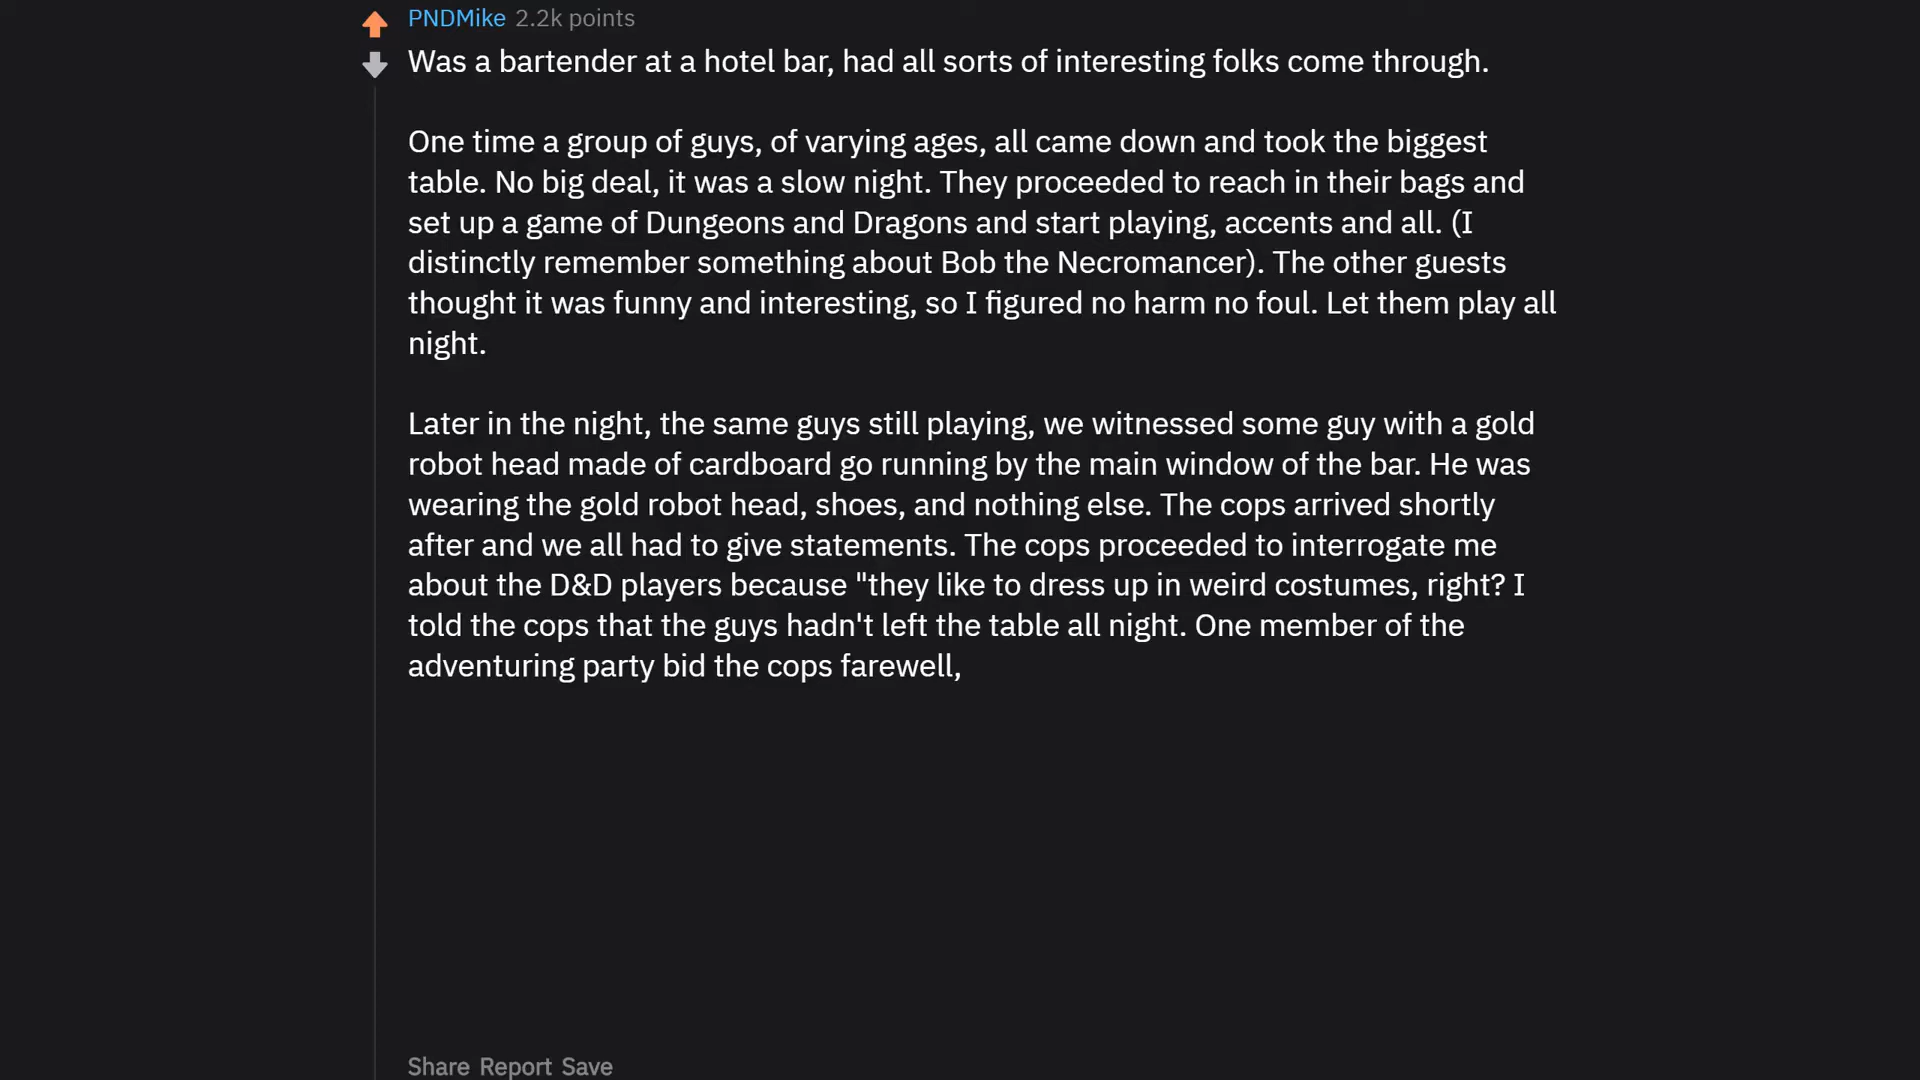 PNDMike 2.2k points
Was a bartender at a hotel bar, had all sorts of interesting folks come through.
One time a group of guys, of varying ages, all came down and took the biggest
table. No big deal, it was a slow night. They proceeded to reach in their bags and
set up a game of Dungeons and Dragons and start playing, accents and all. (I
distinctly remember something about Bob the Necromancer). The other guests
thought it was funny and interesting, so I figured no harm no foul. Let them play all
night.
Later in the night, the same guys still playing, we witnessed some guy with a gold
robot head made of cardboard go running by the main window of the bar. He was
wearing the gold robot head, shoes, and nothing else. The cops arrived shortly
after and we all had to give statements. The cops proceeded to interrogate me
about the D&D players because "they like to dress up in weird costumes, right? I
told the cops that the guys hadn't left the table all night. One member of the
adventuring party bid the cops farewell,
Share Report Save